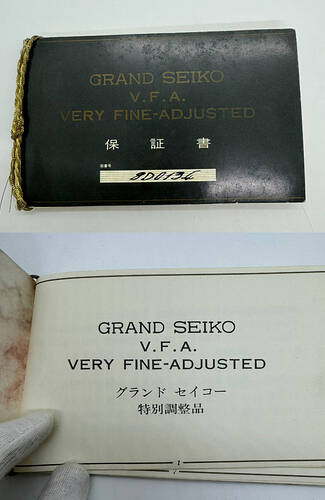 GRAND SEIKO
V.F.A.
VERY FINE-ADJUSTED
保証書
GRAND SEIKO
V.F.A.
VERY FINE-ADJUSTED
グランド セイコー
特別調整品